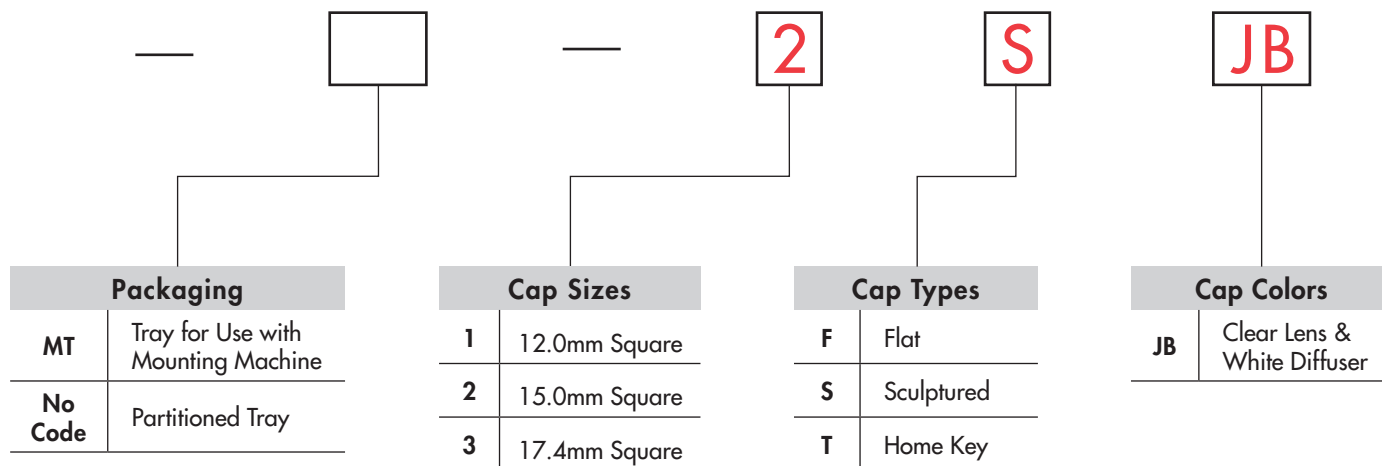 — — 2 S JB
Packaging
MT Tray for Use with
Mounting Machine
No
Code Partitioned Tray
Cap Sizes
1 12.0mm Square
2 15.0mm Square
3 17.4mm Square
Cap Types
F Flat
S Sculptured
T Home Key
Cap Colors
JB Clear Lens &
White Diffuser